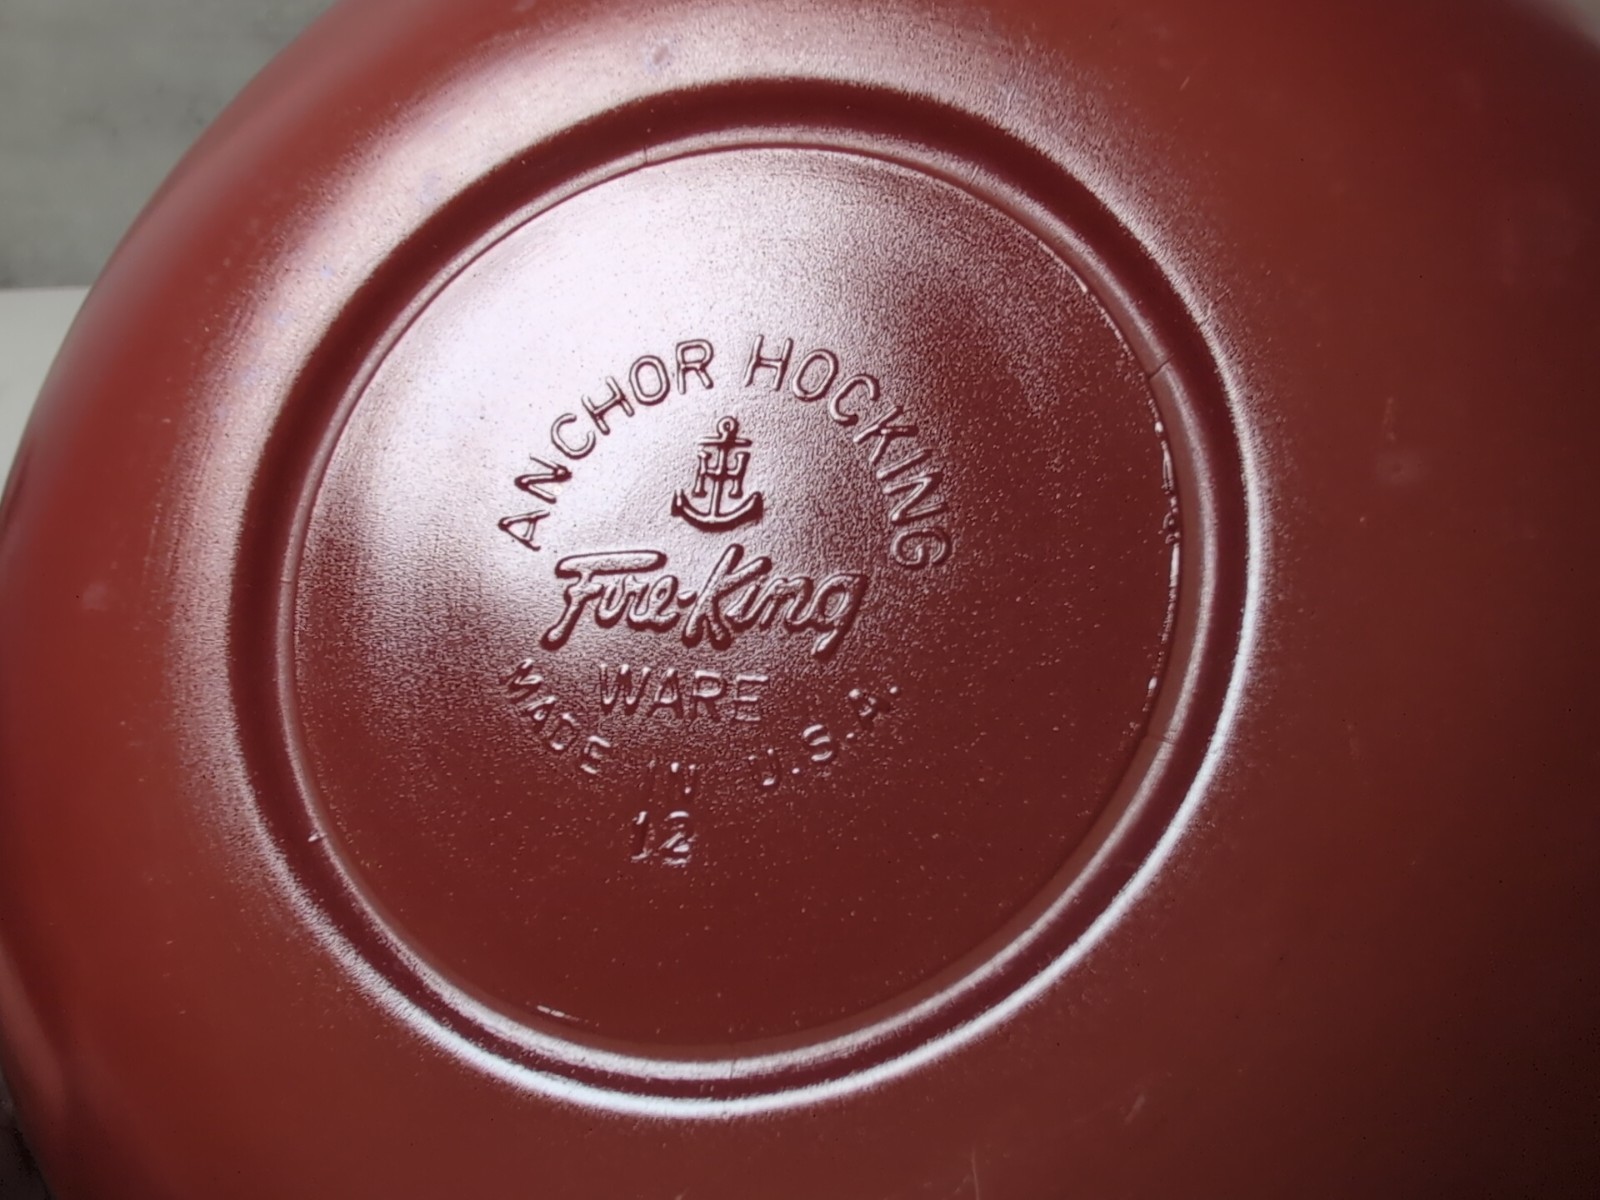 ANCHOR HOCKING
H
Fire-King
WARE
MADE IN U.S.A.
12